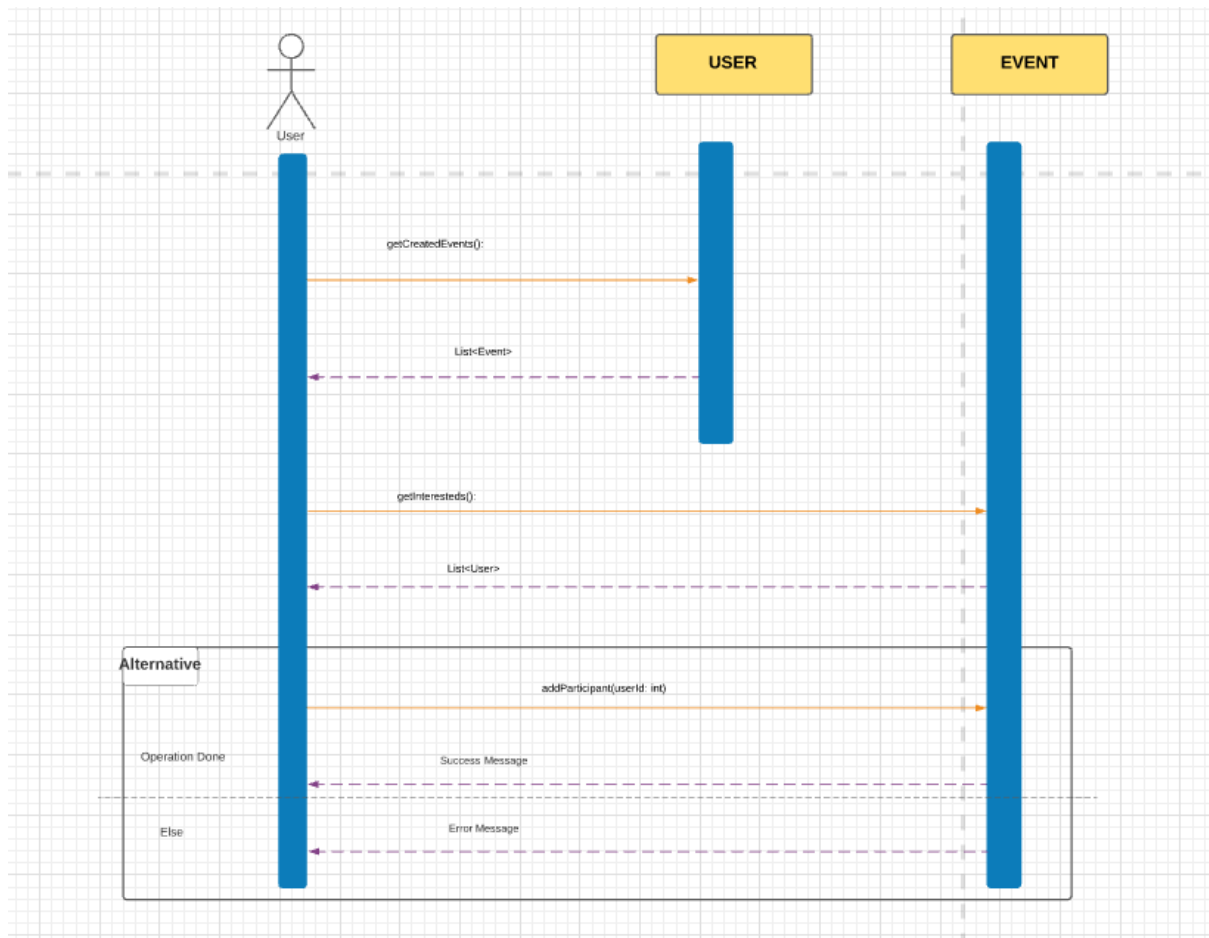 User
USER
EVENT
getCreatedEvents():
List<Event>
getInteresteds():
List<User>
Alternative
addParticipant(userId: int)
Operation Done
Success Message
Else
Error Message